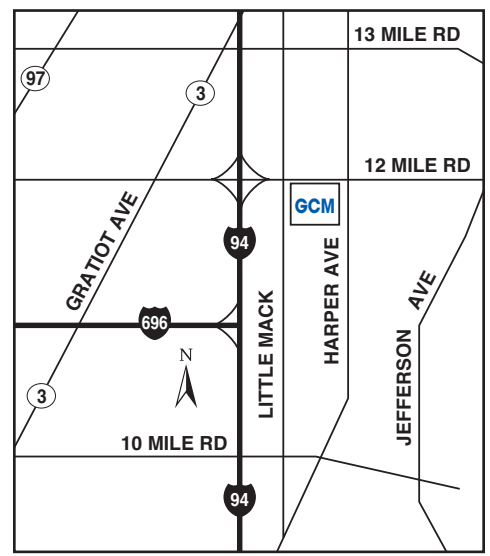 13 MILE RD
97
3
12 MILE RD
GCM
GRATIOT AVE
94
HARPER AVE
JEFFERSON AVE
LITTLE MACK
696
N
3
10 MILE RD
94